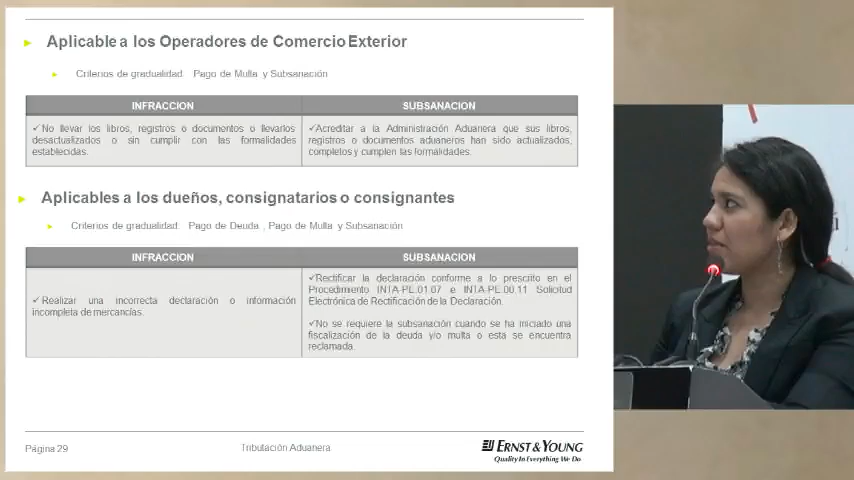 Aplicable a los Operadores de Comercio Exterior
Criterios de gradualidad: Pago de Multa y Subsanación
INFRACCION
SUBSANACION
✓No llevar los libros, registros o documentos o llevarlos
desactualizados o sin cumplir con las formalidades
establecidas.
✓Acreditar a la Administración Aduanera que sus libros,
registros o documentos aduaneros han sido actualizados,
completos y cumplen las formalidades.
Aplicables a los dueños, consignatarios o consignantes
Criterios de gradualidad: Pago de Deuda , Pago de Multa y Subsanación
INFRACCION
SUBSANACION
✓Realizar una incorrecta declaración o información
incompleta de mercancías.
✓Rectificar la declaración conforme a lo prescrito en el
Procedimiento INTA-PE.01.07 e INTA-PE.00.11 Solicitud
Electrónica de Rectificación de la Declaración.
✓No se requiere la subsanación cuando se ha iniciado una
fiscalización de la deuda y/o multa o esta se encuentra
reclamada.
Página 29
Tributación Aduanera
ERNST & YOUNG
Quality In Everything We Do